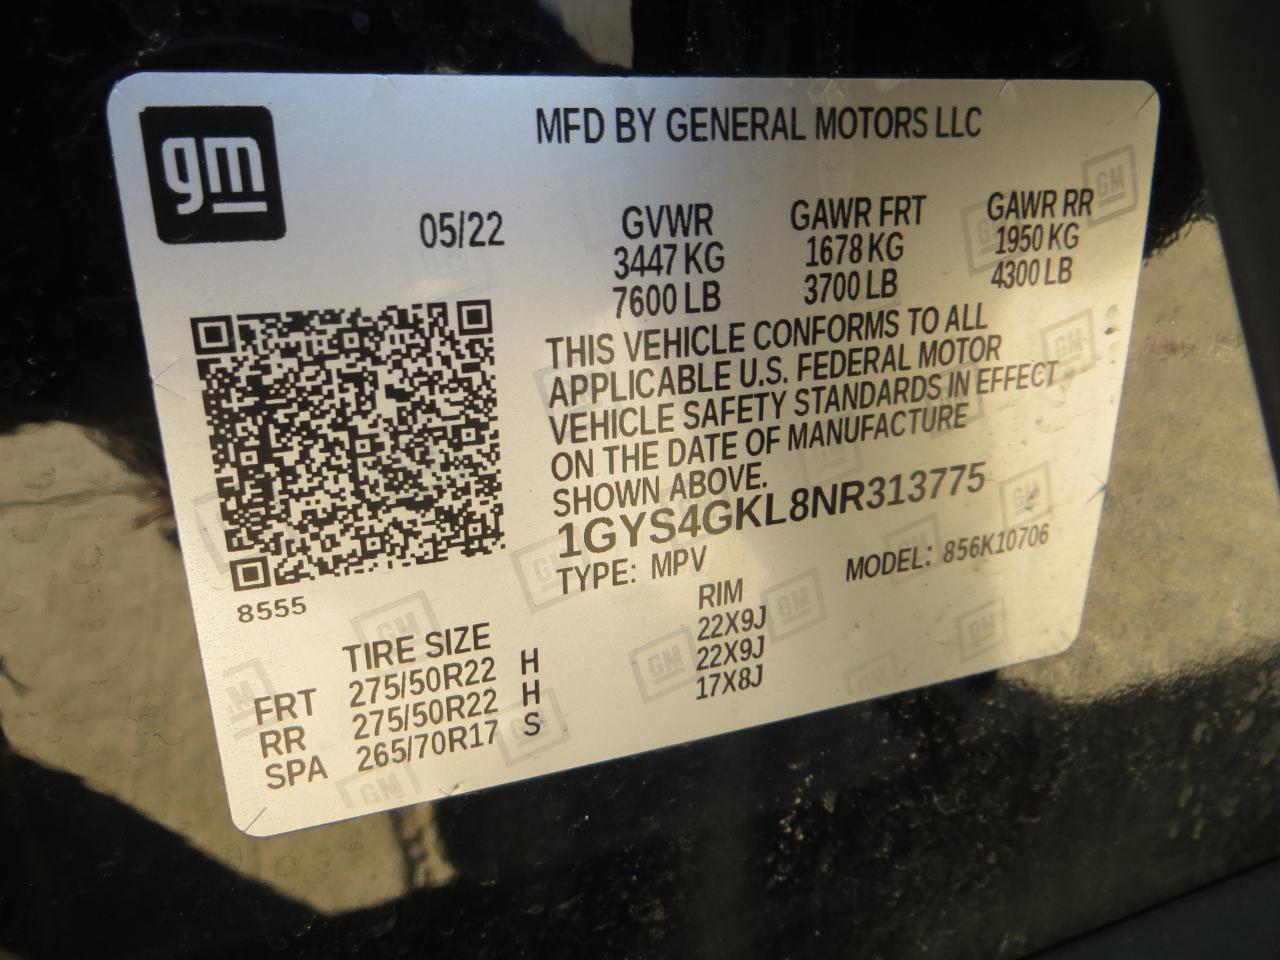 gm
MFD BY GENERAL MOTORS LLC
05/22 GVWR GAWR FRT GAWR RR
3447 KG 1678 KG 1950 KG
7600 LB 3700 LB 4300 LB
THIS VEHICLE CONFORMS TO ALL
APPLICABLE U.S. FEDERAL MOTOR
VEHICLE SAFETY STANDARDS IN EFFECT
ON THE DATE OF MANUFACTURE
SHOWN ABOVE.
1GYS4GKL8NR313775
TYPE: MPV MODEL: 856K10706
8555
TIRE SIZE RIM
FRT 275/50R22 H 22X9J
RR 275/50R22 H 22X9J
SPA 265/70R17 S 17X8J